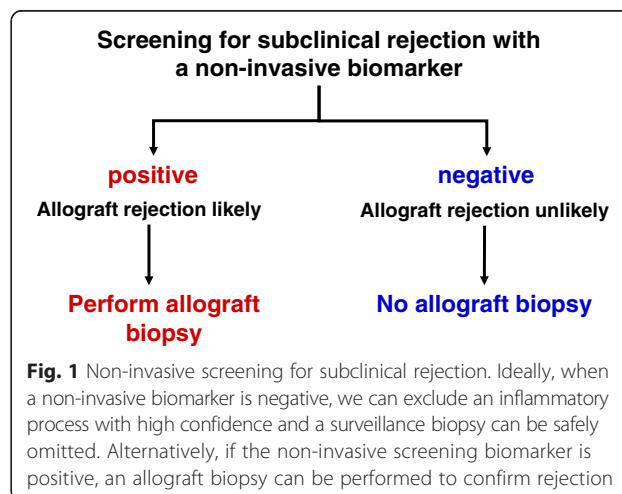 Screening for subclinical rejection with
a non-invasive biomarker
positive
negative
Allograft rejection likely
Allograft rejection unlikely
Perform allograft
biopsy
No allograft biopsy
Fig. 1 Non-invasive screening for subclinical rejection. Ideally, when
a non-invasive biomarker is negative, we can exclude an inflammatory
process with high confidence and a surveillance biopsy can be safely
omitted. Alternatively, if the non-invasive screening biomarker is
positive, an allograft biopsy can be performed to confirm rejection